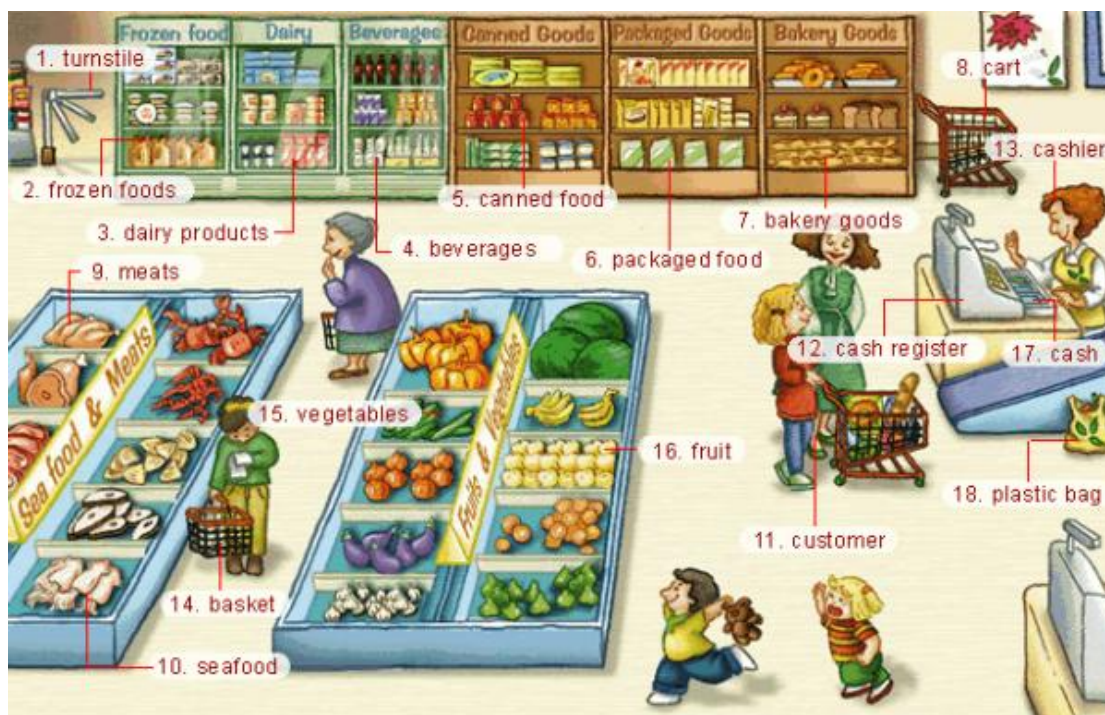 Frozen food
Dairy
Beverages
Canned Goods
Packaged Goods
Bakery Goods
1. turnstile
8. cart
13. cashier
2. frozen foods
5. canned food
7. bakery goods
3. dairy products
4. beverages
6. packaged food
9. meats
12. cash register
17. cash
Sea food & Meats
15. vegetables
Fruits & Vegetables
16. fruit
18. plastic bag
11. customer
14. basket
10. seafood